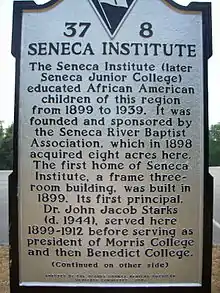 37 8
SENECA INSTITUTE
The Seneca Institute (later
Seneca Junior College)
educated African American
children of this region
from 1899 to 1939. It was
founded and sponsored by
the Seneca River Baptist
Association, which in 1898
acquired eight acres here.
The first home of Seneca
Institute, a frame three-
room building, was built in
1899. Its first principal,
Dr. John Jacob Starks
(d. 1944), served here
1899-1912 before serving as
president of Morris College
and then Benedict College.
(Continued on other side)